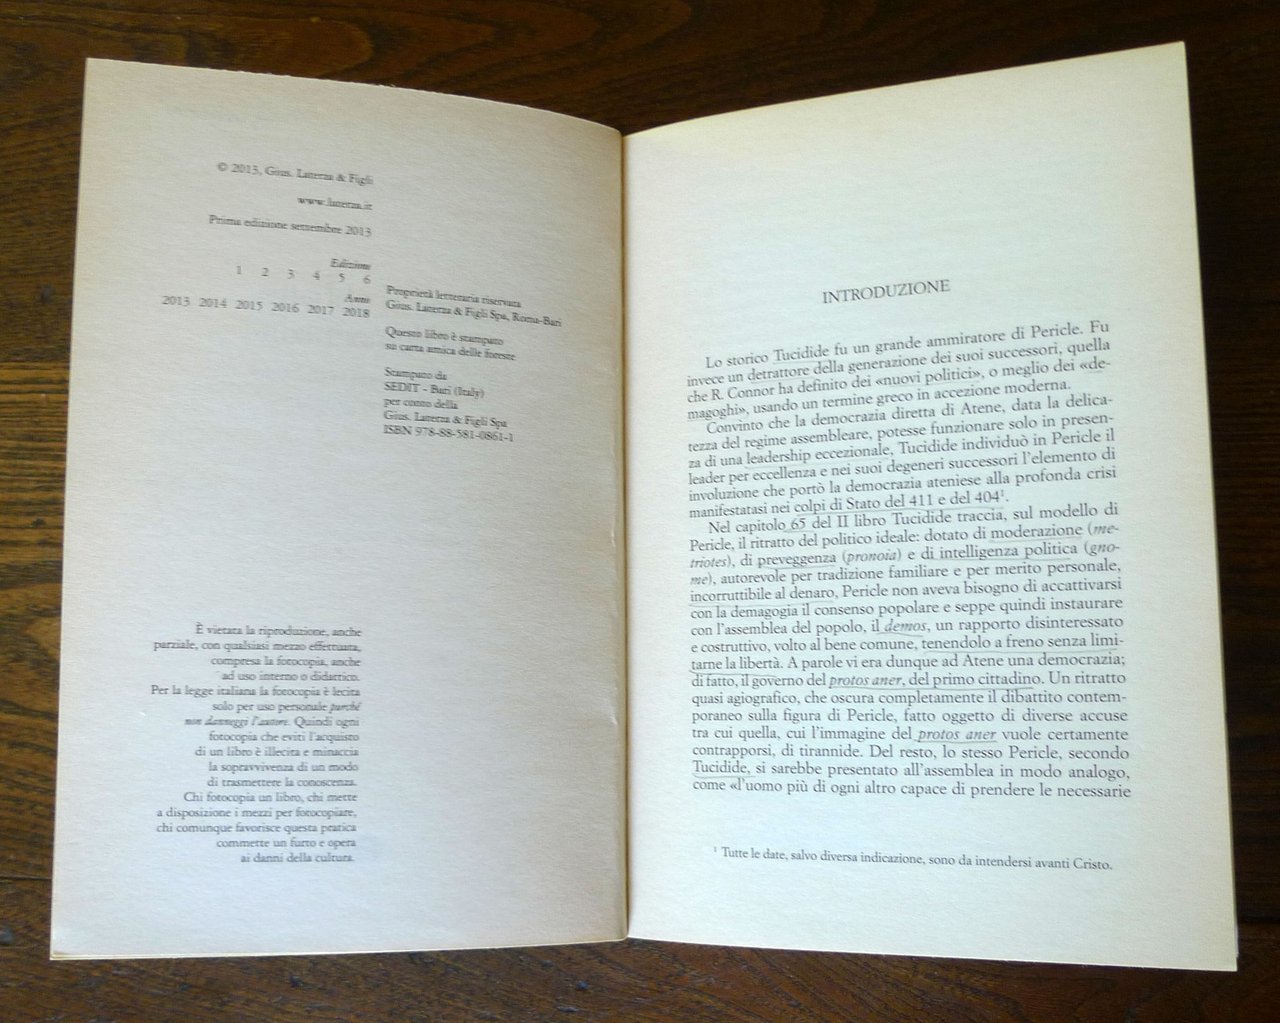 © 2013, Gius. Laterza & Figli
www.laterza.it
Prima edizione settembre 2013
Edizione
1 2 3 4 5 6
Anno
2013 2014 2015 2016 2017 2018
Proprietà letteraria riservata
Gius. Laterza & Figli Spa, Roma-Bari
Questo libro è stampato
su carta amica delle foreste
Stampato da
SEDIT - Bari (Italy)
per conto della
Gius. Laterza & Figli Spa
ISBN 978-88-581-0861-1
È vietata la riproduzione, anche
parziale, con qualsiasi mezzo effettuata,
compresa la fotocopia, anche
ad uso interno o didattico.
Per la legge italiana la fotocopia è lecita
solo per uso personale purché
non danneggi l'autore. Quindi ogni
fotocopia che eviti l'acquisto
di un libro è illecita e minaccia
la sopravvivenza di un modo
di trasmettere la conoscenza.
Chi fotocopia un libro, chi mette
a disposizione i mezzi per fotocopiare,
chi comunque favorisce questa pratica
commette un furto e opera
ai danni della cultura.
INTRODUZIONE
Lo storico Tucidide fu un grande ammiratore di Pericle. Fu
invece un detrattore della generazione dei suoi successori, quella
che R. Connor ha definito dei «nuovi politici», o meglio dei «de-
magoghi», usando un termine greco in accezione moderna.
Convinto che la democrazia diretta di Atene, data la delica-
tezza del regime assembleare, potesse funzionare solo in presen-
za di una leadership eccezionale, Tucidide individuò in Pericle il
leader per eccellenza e nei suoi degeneri successori l'elemento di
involuzione che portò la democrazia ateniese alla profonda crisi
manifestatasi nei colpi di Stato del 411 e del 404¹.
Nel capitolo 65 del II libro Tucidide traccia, sul modello di
Pericle, il ritratto del politico ideale: dotato di moderazione (me-
triotes), di preveggenza (pronoia) e di intelligenza politica (gno-
me), autorevole per tradizione familiare e per merito personale,
incorruttibile al denaro, Pericle non aveva bisogno di accattivarsi
con la demagogia il consenso popolare e seppe quindi instaurare
con l'assemblea del popolo, il demos, un rapporto disinteressato
e costruttivo, volto al bene comune, tenendolo a freno senza limi-
tarne la libertà. A parole vi era dunque ad Atene una democrazia;
di fatto, il governo del protos aner, del primo cittadino. Un ritratto
quasi agiografico, che oscura completamente il dibattito contem-
poraneo sulla figura di Pericle, fatto oggetto di diverse accuse
tra cui quella, cui l'immagine del protos aner vuole certamente
contrapporsi, di tirannide. Del resto, lo stesso Pericle, secondo
Tucidide, si sarebbe presentato all'assemblea in modo analogo,
come «l'uomo più di ogni altro capace di prendere le necessarie
¹ Tutte le date, salvo diversa indicazione, sono da intendersi avanti Cristo.